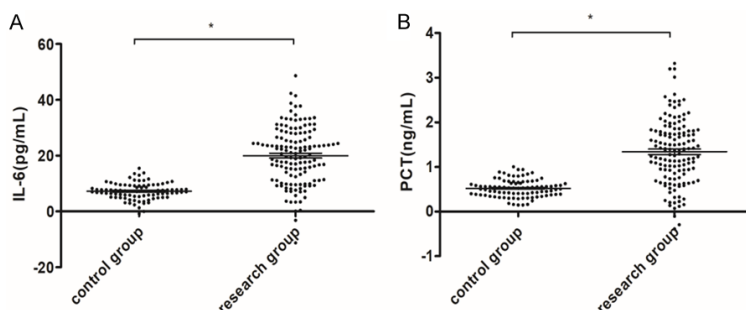 A
*
IL-6(pg/mL)
60
40
20
0
-20
control group
research group
B
*
PCT(ng/mL)
4
3
2
1
0
-1
control group
research group